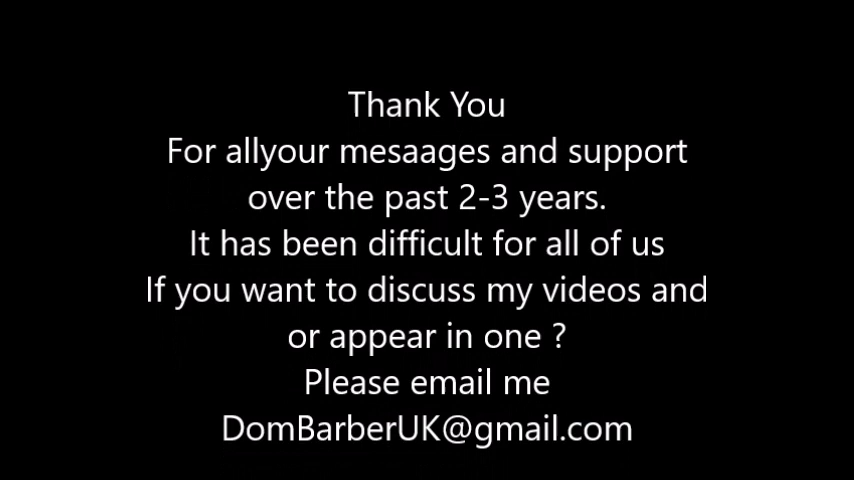 Thank You
For allyour mesaages and support
over the past 2-3 years.
It has been difficult for all of us
If you want to discuss my videos and
or appear in one ?
Please email me
DomBarberUK@gmail.com